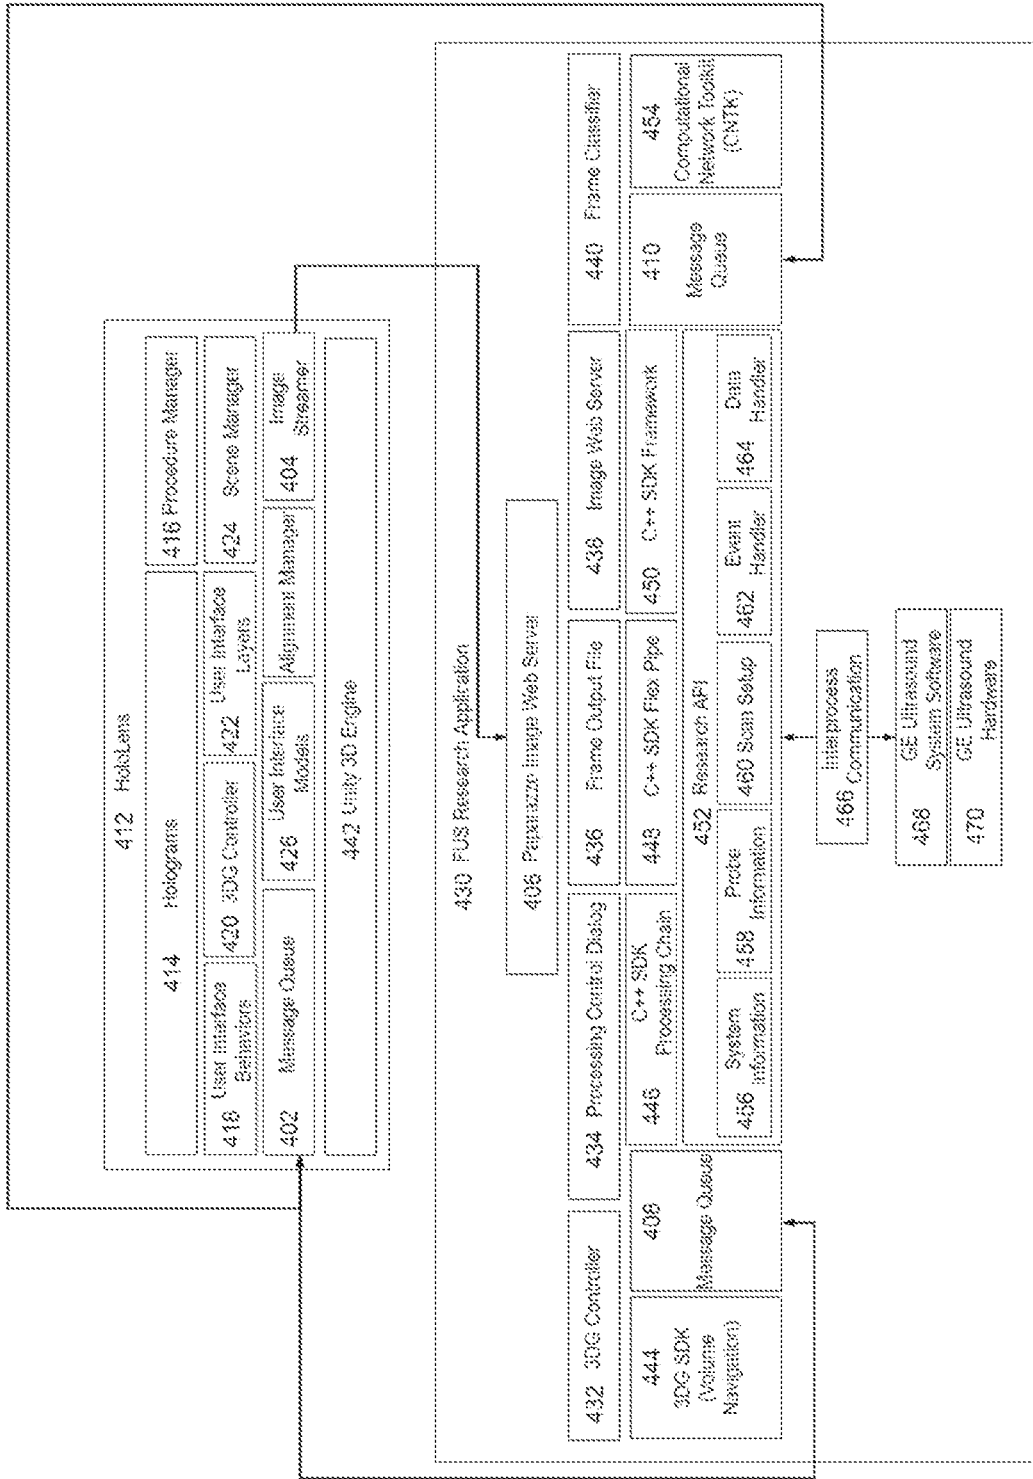 412 HoloLens
414 Holograms
416 Procedure Manager
418 User Interface
Behaviors
420 3DG Controller
422 User Interface
Layers
424 Scene Manager
402 Message Queue
426 User Interface
Models
Alignment Manager
404 Image
Streamer
442 Unity 3D Engine
430 FUS Research Application
406 Paparazze Image Web Server
432 3DG Controller
434 Processing Control Dialog
436 Frame Output File
438 Image Web Server
440 Frame Classifier
444
3DG SDK
(Volume
Navigation)
408
Message Queue
446 C++ SDK
Processing Chain
448 C++ SDK Flex Pipe
450 C++ SDK Framework
410
Message
Queue
454
Computational
Network Toolkit
(CNTK)
452 Research API
456 System
Information
458 Probe
Information
460 Scan Setup
462 Event
Handler
464 Data
Handler
Interprocess
466 Communication
468 GE Ultrasound
System Software
470 GE Ultrasound
Hardware